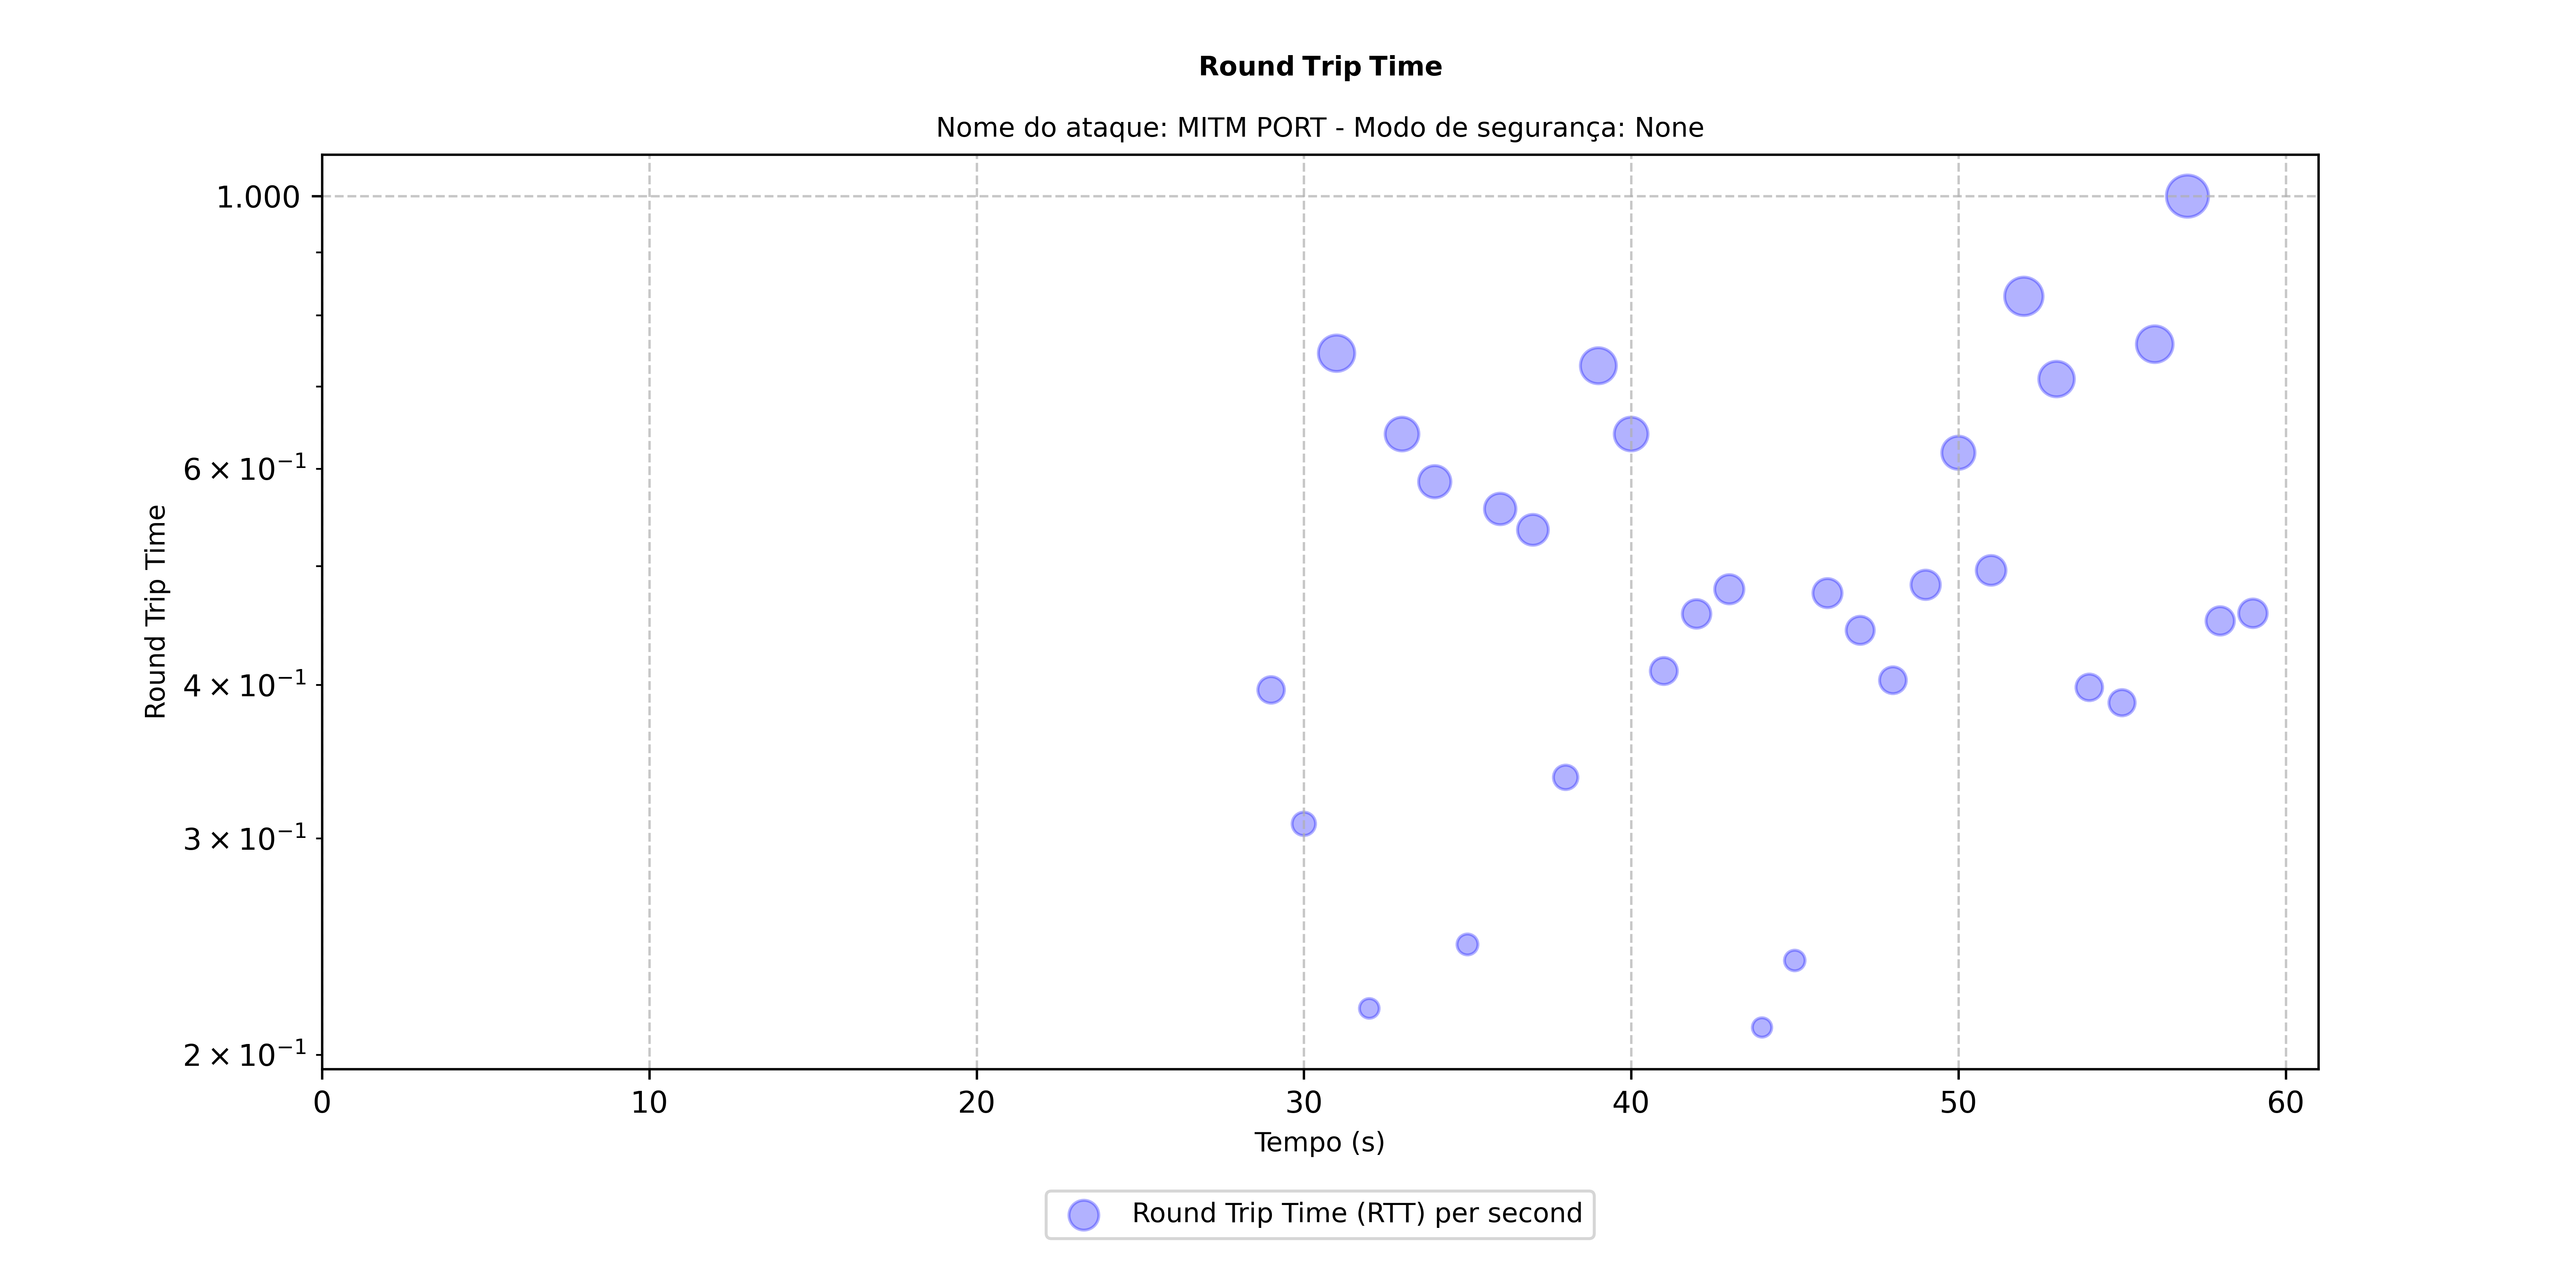 Round Trip Time
Nome do ataque: MITM PORT - Modo de segurança: None
Round Trip Time
1.000
6 × 10⁻¹
4 × 10⁻¹
3 × 10⁻¹
2 × 10⁻¹
0 10 20 30 40 50 60
Tempo (s)
Round Trip Time (RTT) per second